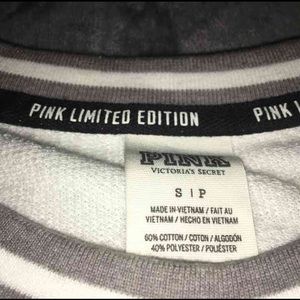 PINK LIMITED EDITION
PINK L
PINK
VICTORIA'S SECRET
S | P
MADE IN VIETNAM / FAIT AU
VIETNAM / HECHO EN VIETNAM
60% COTTON / COTON / ALGODÓN
40% POLYESTER / POLIÉSTER